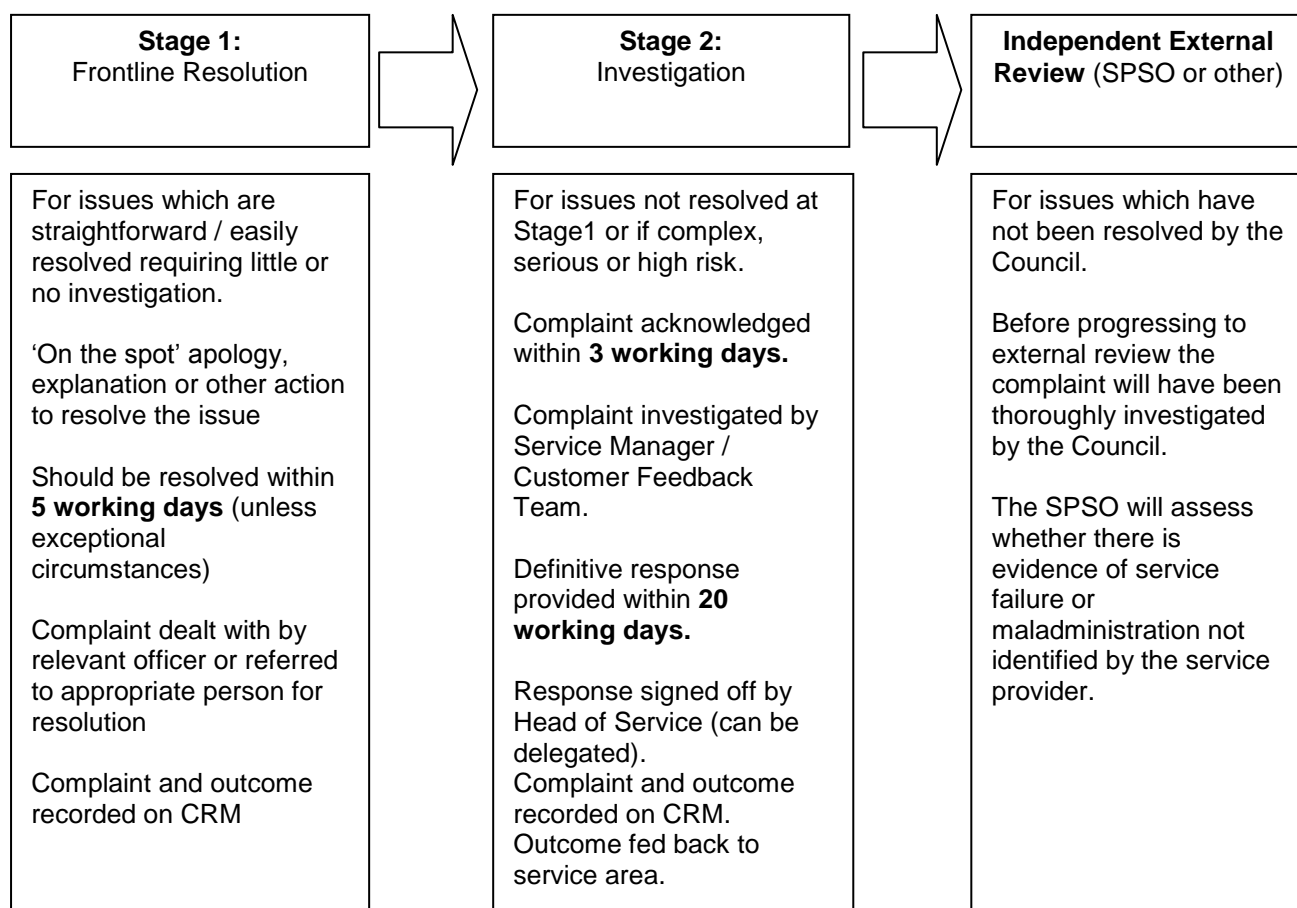 Stage 1:
Frontline Resolution
Stage 2:
Investigation
Independent External
Review (SPSO or other)
For issues which are
straightforward / easily
resolved requiring little or
no investigation.
‘On the spot’ apology,
explanation or other action
to resolve the issue
Should be resolved within
5 working days (unless
exceptional
circumstances)
Complaint dealt with by
relevant officer or referred
to appropriate person for
resolution
Complaint and outcome
recorded on CRM
For issues not resolved at
Stage1 or if complex,
serious or high risk.
Complaint acknowledged
within 3 working days.
Complaint investigated by
Service Manager /
Customer Feedback
Team.
Definitive response
provided within 20
working days.
Response signed off by
Head of Service (can be
delegated).
Complaint and outcome
recorded on CRM.
Outcome fed back to
service area.
For issues which have
not been resolved by the
Council.
Before progressing to
external review the
complaint will have been
thoroughly investigated
by the Council.
The SPSO will assess
whether there is
evidence of service
failure or
maladministration not
identified by the service
provider.